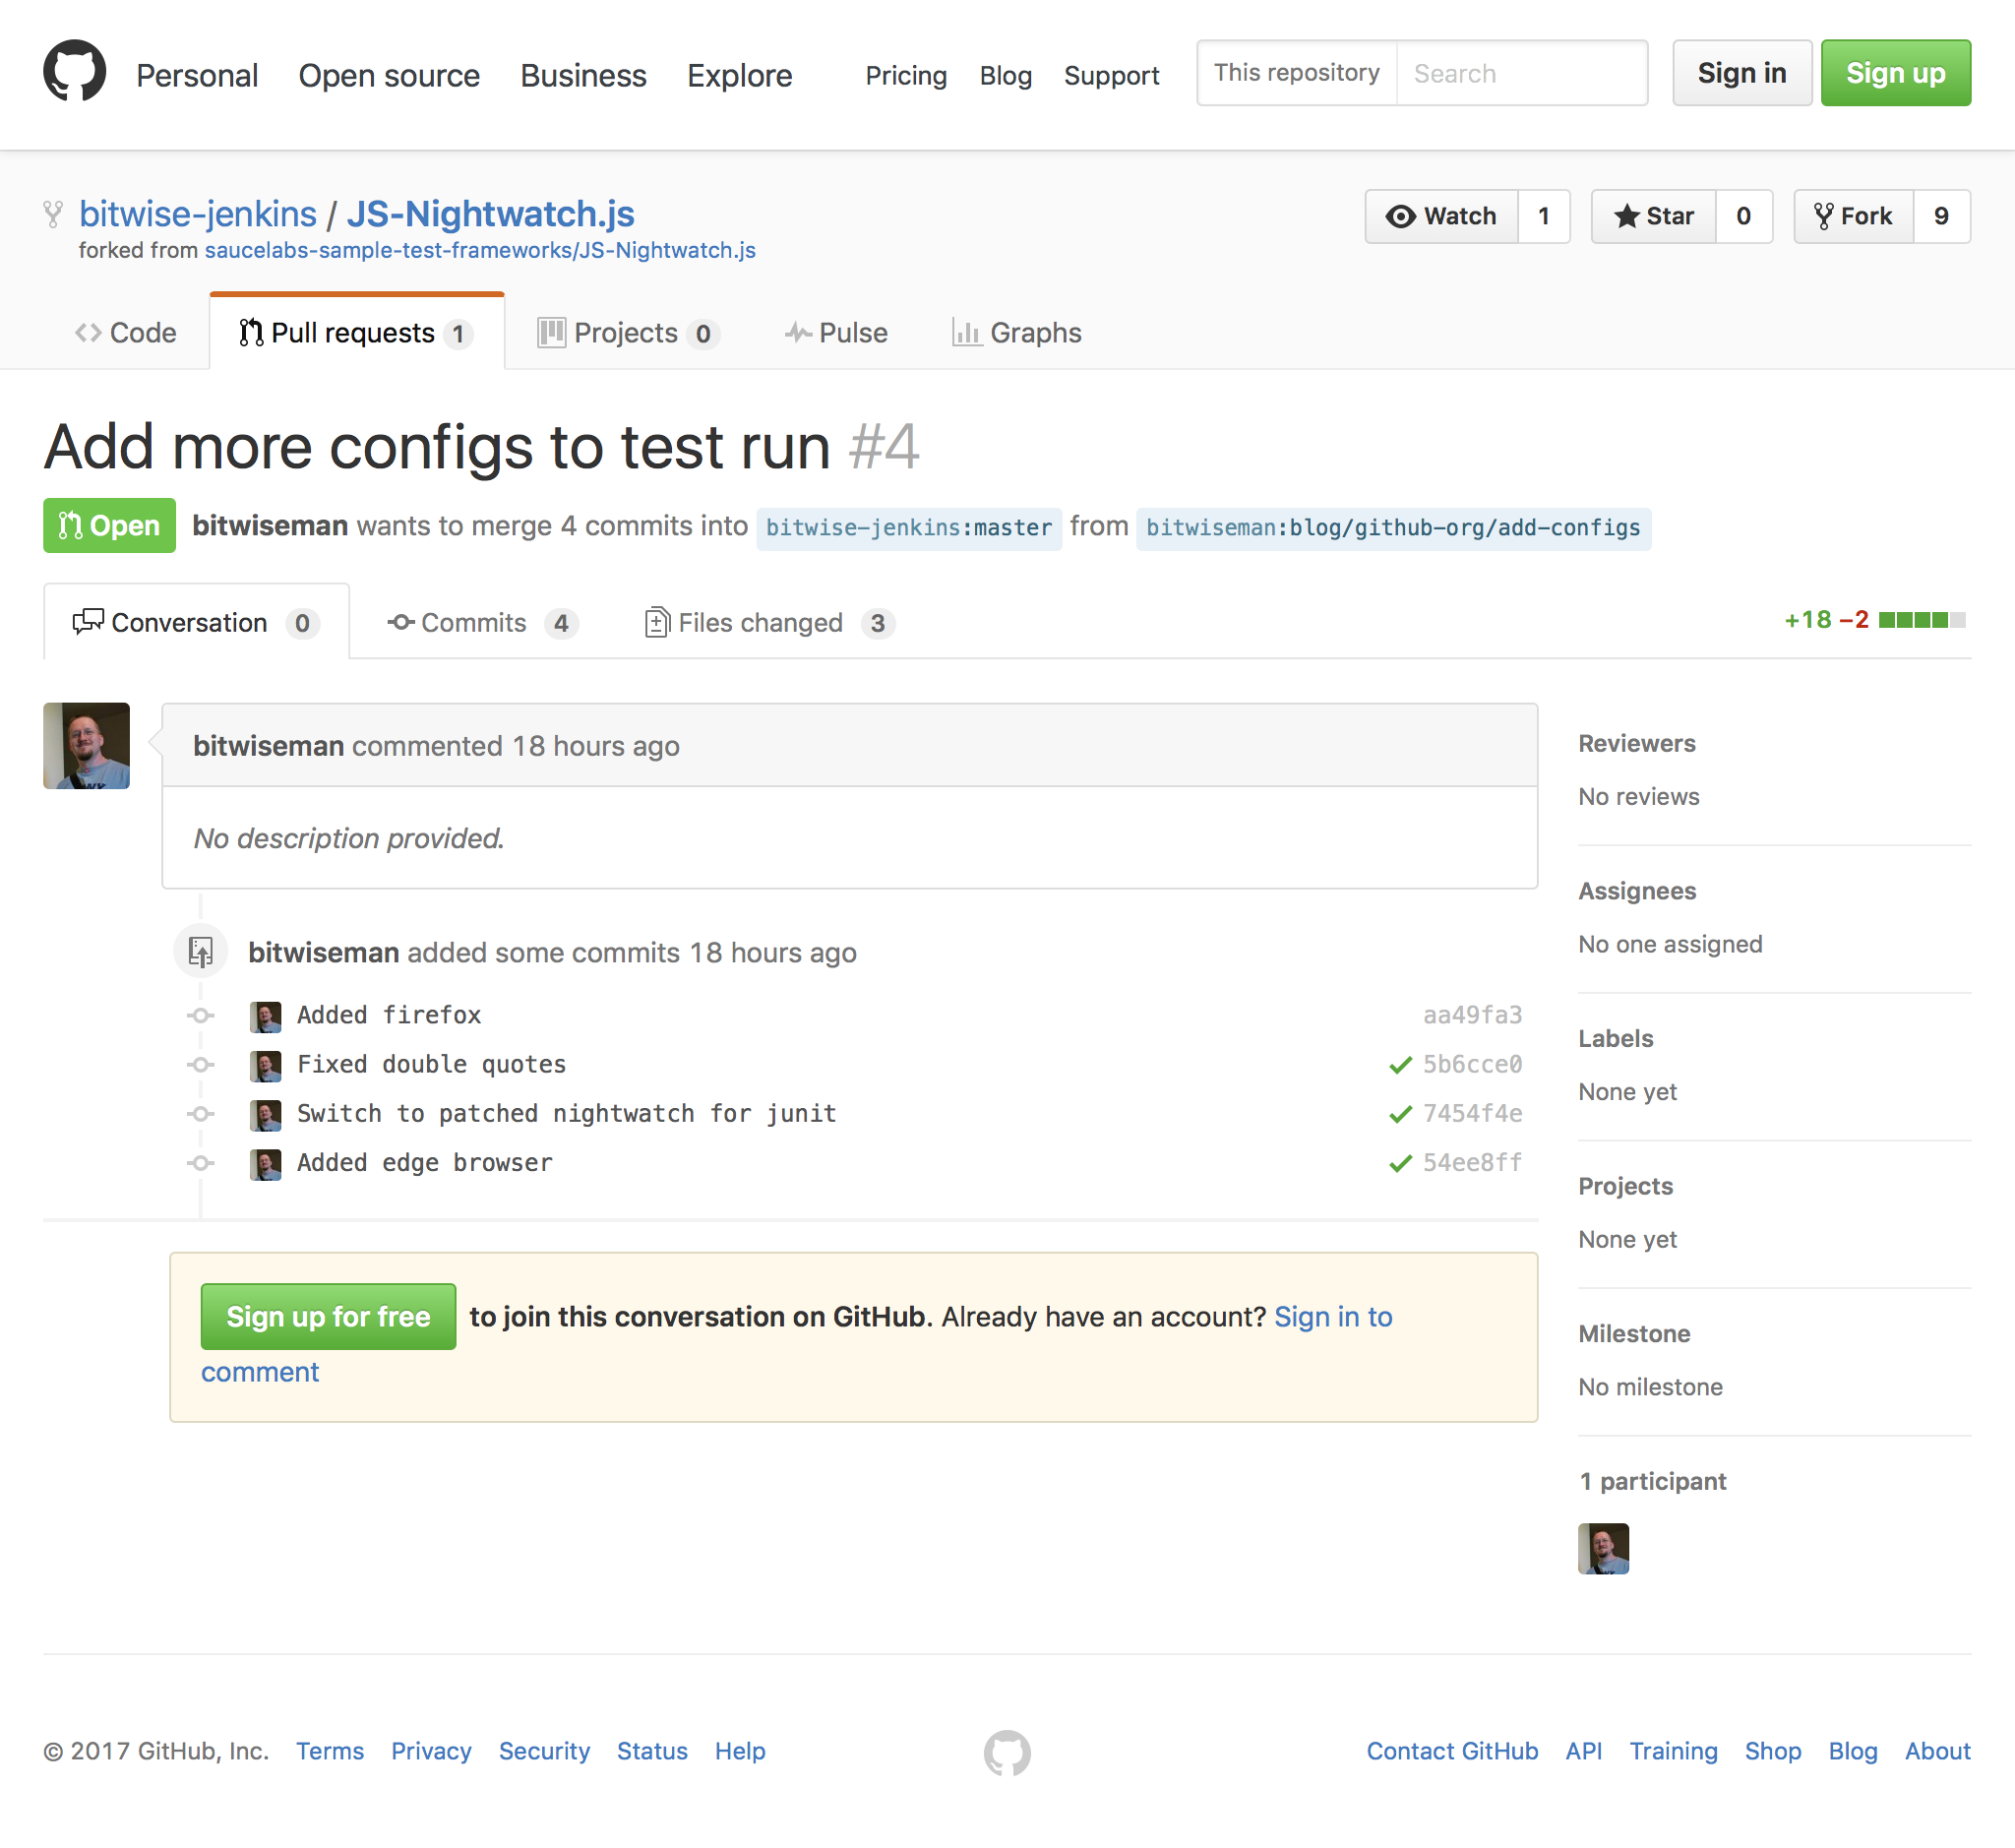 Personal Open source Business Explore Pricing Blog Support This repository Search Sign in Sign up
bitwise-jenkins / JS-Nightwatch.js Watch 1 Star 0 Fork 9
forked from saucelabs-sample-test-frameworks/JS-Nightwatch.js
Code Pull requests 1 Projects 0 Pulse Graphs
Add more configs to test run #4
Open bitwiseman wants to merge 4 commits into bitwise-jenkins:master from bitwiseman:blog/github-org/add-configs
Conversation 0 Commits 4 Files changed 3 +18 −2
bitwiseman commented 18 hours ago
No description provided.
bitwiseman added some commits 18 hours ago
Added firefox aa49fa3
Fixed double quotes 5b6cce0
Switch to patched nightwatch for junit 7454f4e
Added edge browser 54ee8ff
Sign up for free to join this conversation on GitHub. Already have an account? Sign in to
comment
Reviewers
No reviews
Assignees
No one assigned
Labels
None yet
Projects
None yet
Milestone
No milestone
1 participant
© 2017 GitHub, Inc. Terms Privacy Security Status Help Contact GitHub API Training Shop Blog About